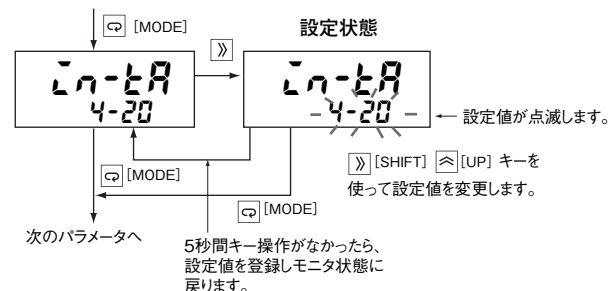 [MODE]
設定状態
in-tA
4-20
in-tA
4-20
設定値が点滅します。
[SHIFT] [UP] キーを
使って設定値を変更します。
[MODE]
[MODE]
次のパラメータへ
5秒間キー操作がなかったら、
設定値を登録しモニタ状態に
戻ります。